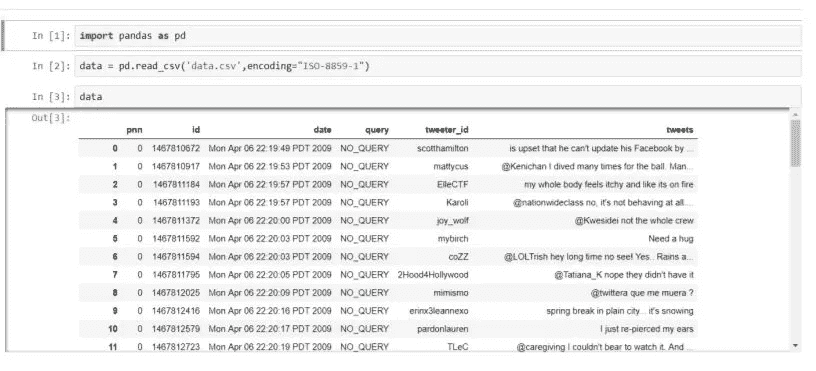 In [1]: import pandas as pd
In [2]: data = pd.read_csv('data.csv',encoding="ISO-8859-1")
In [3]: data
Out[3]:
pnn id date query tweeter_id tweets
0 0 1467810672 Mon Apr 06 22:19:49 PDT 2009 NO_QUERY scotthamilton is upset that he can't update his Facebook by ...
1 0 1467810917 Mon Apr 06 22:19:53 PDT 2009 NO_QUERY mattycus @Kenichan I dived many times for the ball. Man...
2 0 1467811184 Mon Apr 06 22:19:57 PDT 2009 NO_QUERY ElleCTF my whole body feels itchy and like its on fire
3 0 1467811193 Mon Apr 06 22:19:57 PDT 2009 NO_QUERY Karoli @nationwideclass no, it's not behaving at all....
4 0 1467811372 Mon Apr 06 22:20:00 PDT 2009 NO_QUERY joy_wolf @Kwesidei not the whole crew
5 0 1467811592 Mon Apr 06 22:20:03 PDT 2009 NO_QUERY mybirch Need a hug
6 0 1467811594 Mon Apr 06 22:20:03 PDT 2009 NO_QUERY coZZ @LOLTrish hey long time no see! Yes.. Rains a...
7 0 1467811795 Mon Apr 06 22:20:05 PDT 2009 NO_QUERY 2Hood4Hollywood @Tatiana_K nope they didn't have it
8 0 1467812025 Mon Apr 06 22:20:09 PDT 2009 NO_QUERY mimismo @twittera que me muera ?
9 0 1467812416 Mon Apr 06 22:20:16 PDT 2009 NO_QUERY erinx3leannexo spring break in plain city... it's snowing
10 0 1467812579 Mon Apr 06 22:20:17 PDT 2009 NO_QUERY pardonlauren I just re-pierced my ears
11 0 1467812723 Mon Apr 06 22:20:19 PDT 2009 NO_QUERY TLeC @caregiving I couldn't bear to watch it. And ...